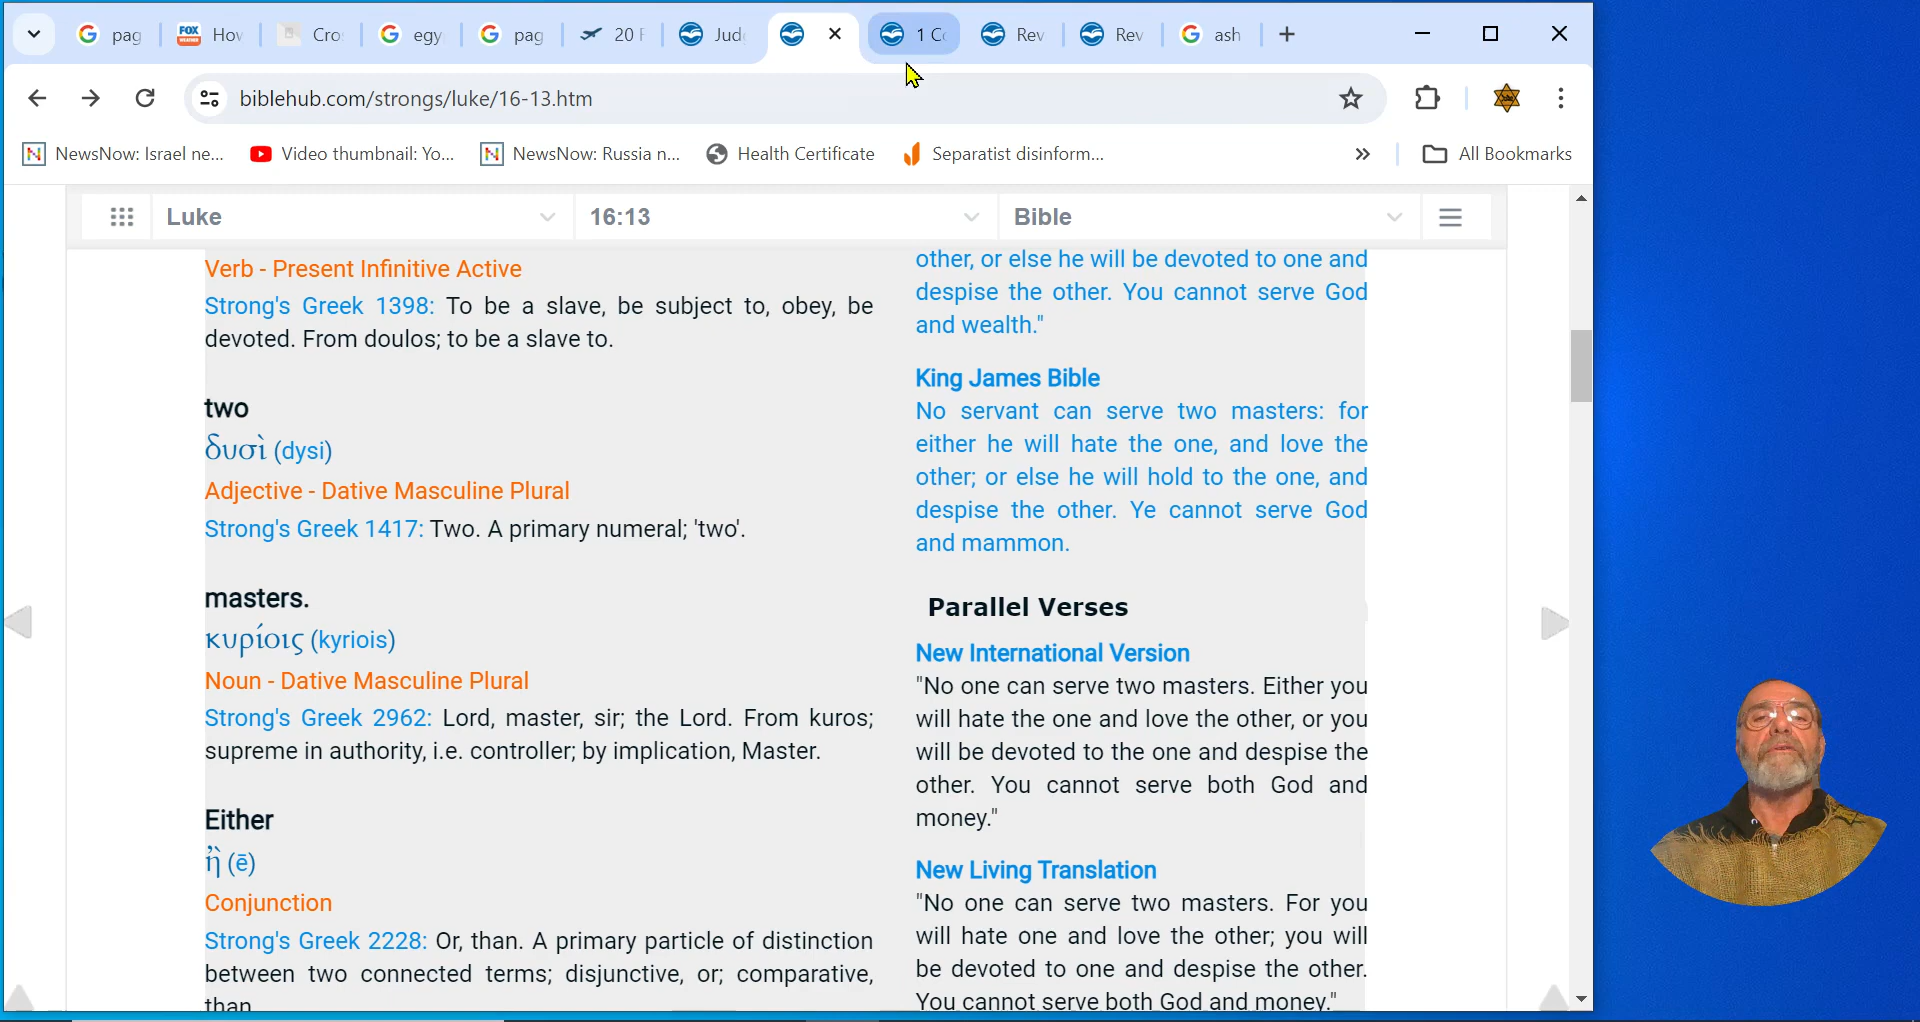 pag
FOX
WEATHER
Hov
Cro
egy
pag
20 F
Jud
1 Co
Rev
Rev
ash
biblehub.com/strongs/luke/16-13.htm
NewsNow: Israel ne...
Video thumbnail: Yo...
NewsNow: Russia n...
Health Certificate
Separatist disinform...
All Bookmarks
Luke
16:13
Bible
Verb - Present Infinitive Active
Strong's Greek 1398: To be a slave, be subject to, obey, be
devoted. From doulos; to be a slave to.
two
δυσὶ (dysi)
Adjective - Dative Masculine Plural
Strong's Greek 1417: Two. A primary numeral; 'two'.
masters.
κυρίοις (kyriois)
Noun - Dative Masculine Plural
Strong's Greek 2962: Lord, master, sir; the Lord. From kuros;
supreme in authority, i.e. controller; by implication, Master.
Either
ἢ (ē)
Conjunction
Strong's Greek 2228: Or, than. A primary particle of distinction
between two connected terms; disjunctive, or; comparative,
than
other, or else he will be devoted to one and
despise the other. You cannot serve God
and wealth."
King James Bible
No servant can serve two masters: for
either he will hate the one, and love the
other; or else he will hold to the one, and
despise the other. Ye cannot serve God
and mammon.
Parallel Verses
New International Version
"No one can serve two masters. Either you
will hate the one and love the other, or you
will be devoted to the one and despise the
other. You cannot serve both God and
money."
New Living Translation
"No one can serve two masters. For you
will hate one and love the other; you will
be devoted to one and despise the other.
You cannot serve both God and money."